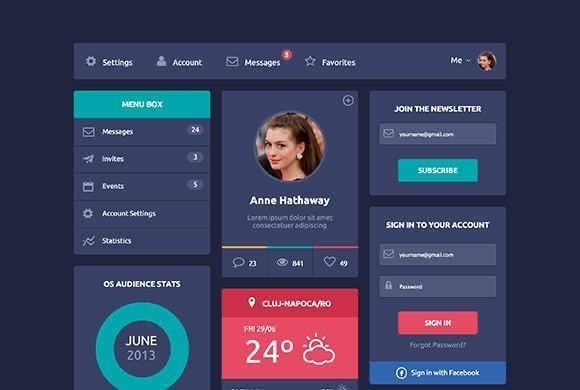 Settings
Account
Messages
5
Favorites
Me
MENU BOX
Messages 24
Invites 3
Events 5
Account Settings
Statistics
OS AUDIENCE STATS
JUNE
2013
Anne Hathaway
Lorem ipsum dolor sit amet
consectetuer adipiscing
23
841
49
CLUJ-NAPOCA/RO
FRI 29/06
24º
JOIN THE NEWSLETTER
yourname@gmail.com
SUBSCRIBE
SIGN IN TO YOUR ACCOUNT
yourname@gmail.com
Password
SIGN IN
Forgot Password?
f Sign in with Facebook